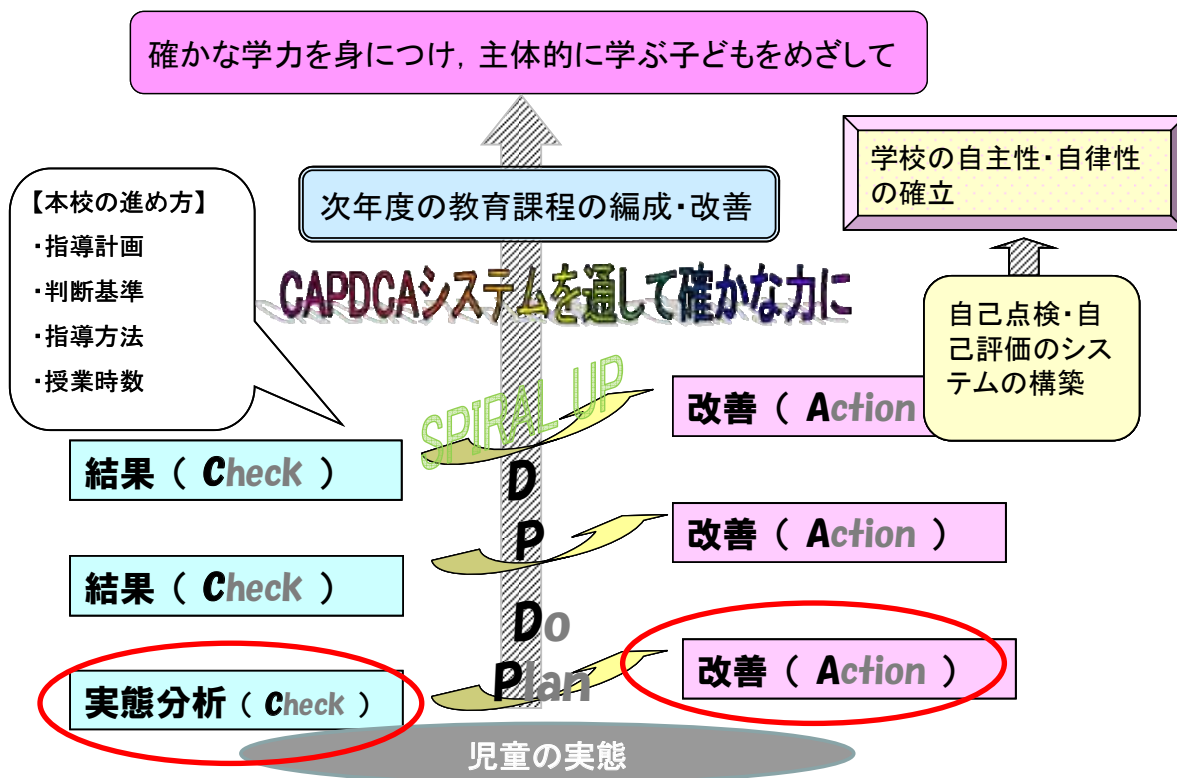 確かな学力を身につけ，主体的に学ぶ子どもをめざして
学校の自主性・自律性
の確立
【本校の進め方】
・指導計画
・判断基準
・指導方法
・授業時数
次年度の教育課程の編成・改善
CAPDCAシステムを通して確かな力に
自己点検・自
己評価のシス
テムの構築
SPIRAL UP
改善（ Action
結果（ Check ）
D
P
改善（ Action ）
結果（ Check ）
Do
Plan
改善（ Action ）
実態分析（ Check ）
児童の実態